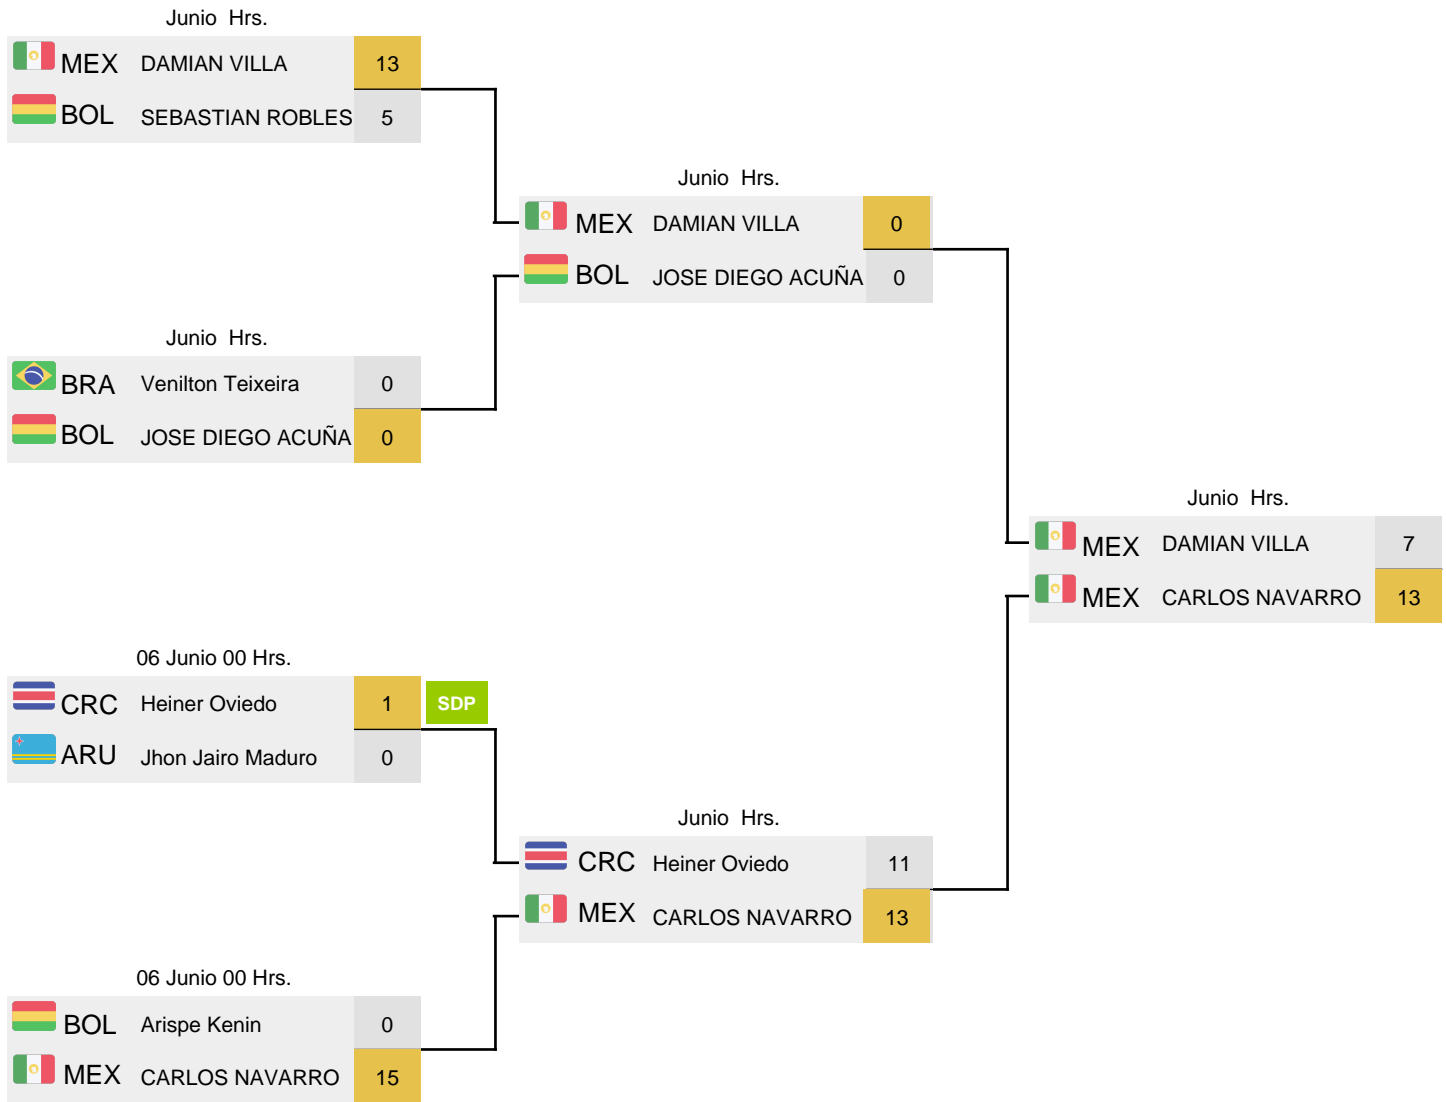 Junio Hrs.
MEX DAMIAN VILLA 13
BOL SEBASTIAN ROBLES 5
Junio Hrs.
MEX DAMIAN VILLA 0
BOL JOSE DIEGO ACUÑA 0
Junio Hrs.
BRA Venilton Teixeira 0
BOL JOSE DIEGO ACUÑA 0
Junio Hrs.
MEX DAMIAN VILLA 7
MEX CARLOS NAVARRO 13
06 Junio 00 Hrs.
CRC Heiner Oviedo 1 SDP
ARU Jhon Jairo Maduro 0
Junio Hrs.
CRC Heiner Oviedo 11
MEX CARLOS NAVARRO 13
06 Junio 00 Hrs.
BOL Arispe Kenin 0
MEX CARLOS NAVARRO 15